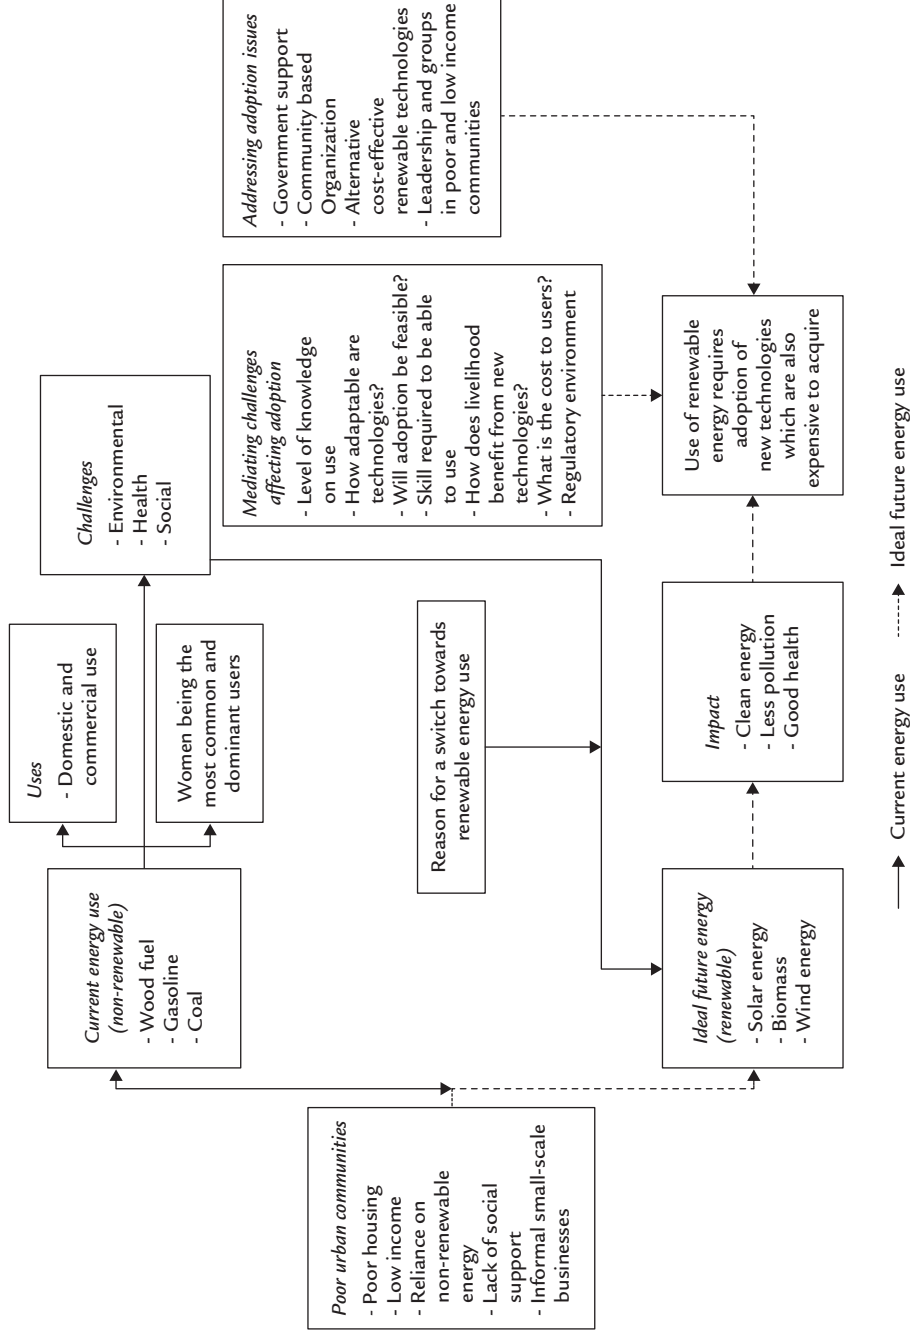 Poor urban communities
- Poor housing
- Low income
- Reliance on
non-renewable
energy
- Lack of social
support
- Informal small-scale
businesses
Current energy use
(non-renewable)
- Wood fuel
- Gasoline
- Coal
Uses
- Domestic and
commercial use
Women being the
most common and
dominant users
Challenges
- Environmental
- Health
- Social
Reason for a switch towards
renewable energy use
Mediating challenges
affecting adoption
- Level of knowledge
on use
- How adaptable are
technologies?
- Will adoption be feasible?
- Skill required to be able
to use
- How does livelihood
benefit from new
technologies?
- What is the cost to users?
- Regulatory environment
Addressing adoption issues
- Government support
- Community based
Organization
- Alternative
cost-effective
renewable technologies
- Leadership and groups
in poor and low income
communities
Ideal future energy
(renewable)
- Solar energy
- Biomass
- Wind energy
Impact
- Clean energy
- Less pollution
- Good health
Use of renewable
energy requires
adoption of
new technologies
which are also
expensive to acquire
Current energy use
Ideal future energy use